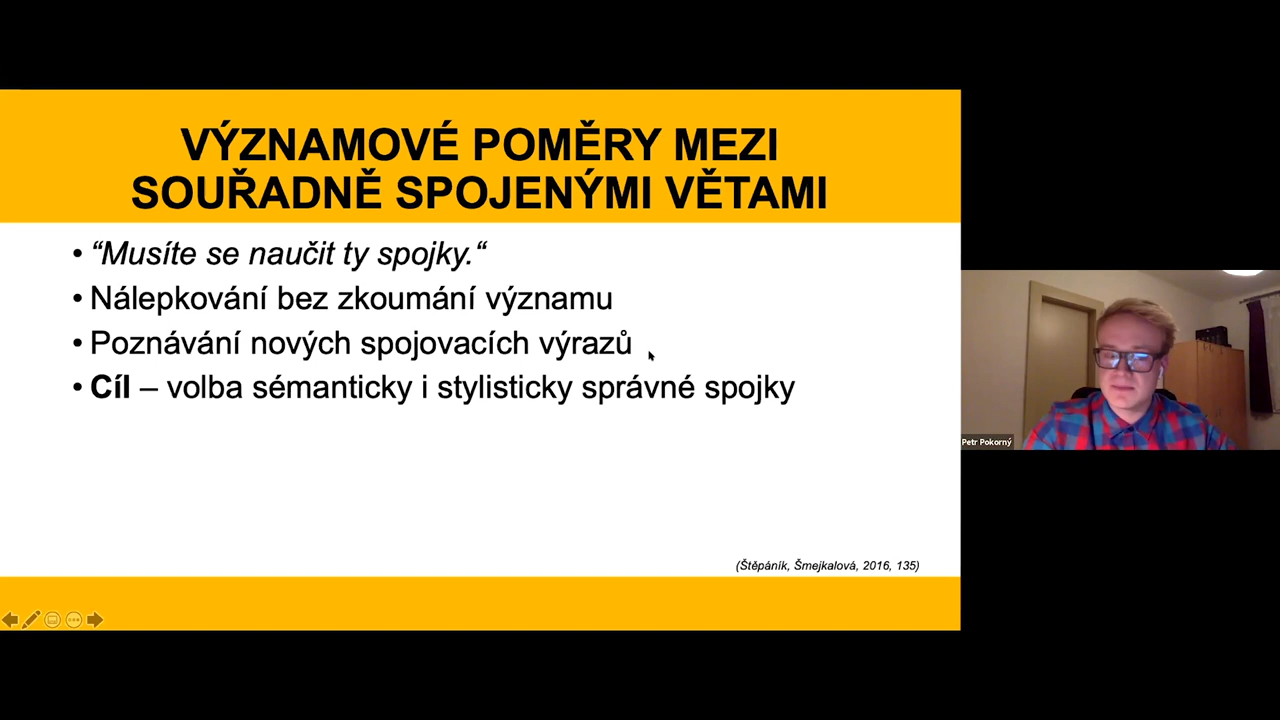 VÝZNAMOVÉ POMĚRY MEZI
SOUŘADNĚ SPOJENÝMI VĚTAMI
• “Musíte se naučit ty spojky.“
• Nálepkování bez zkoumání významu
• Poznávání nových spojovacích výrazů
• Cíl – volba sémanticky i stylisticky správné spojky
(Štěpáník, Šmejkalová, 2016, 135)
Petr Pokorný